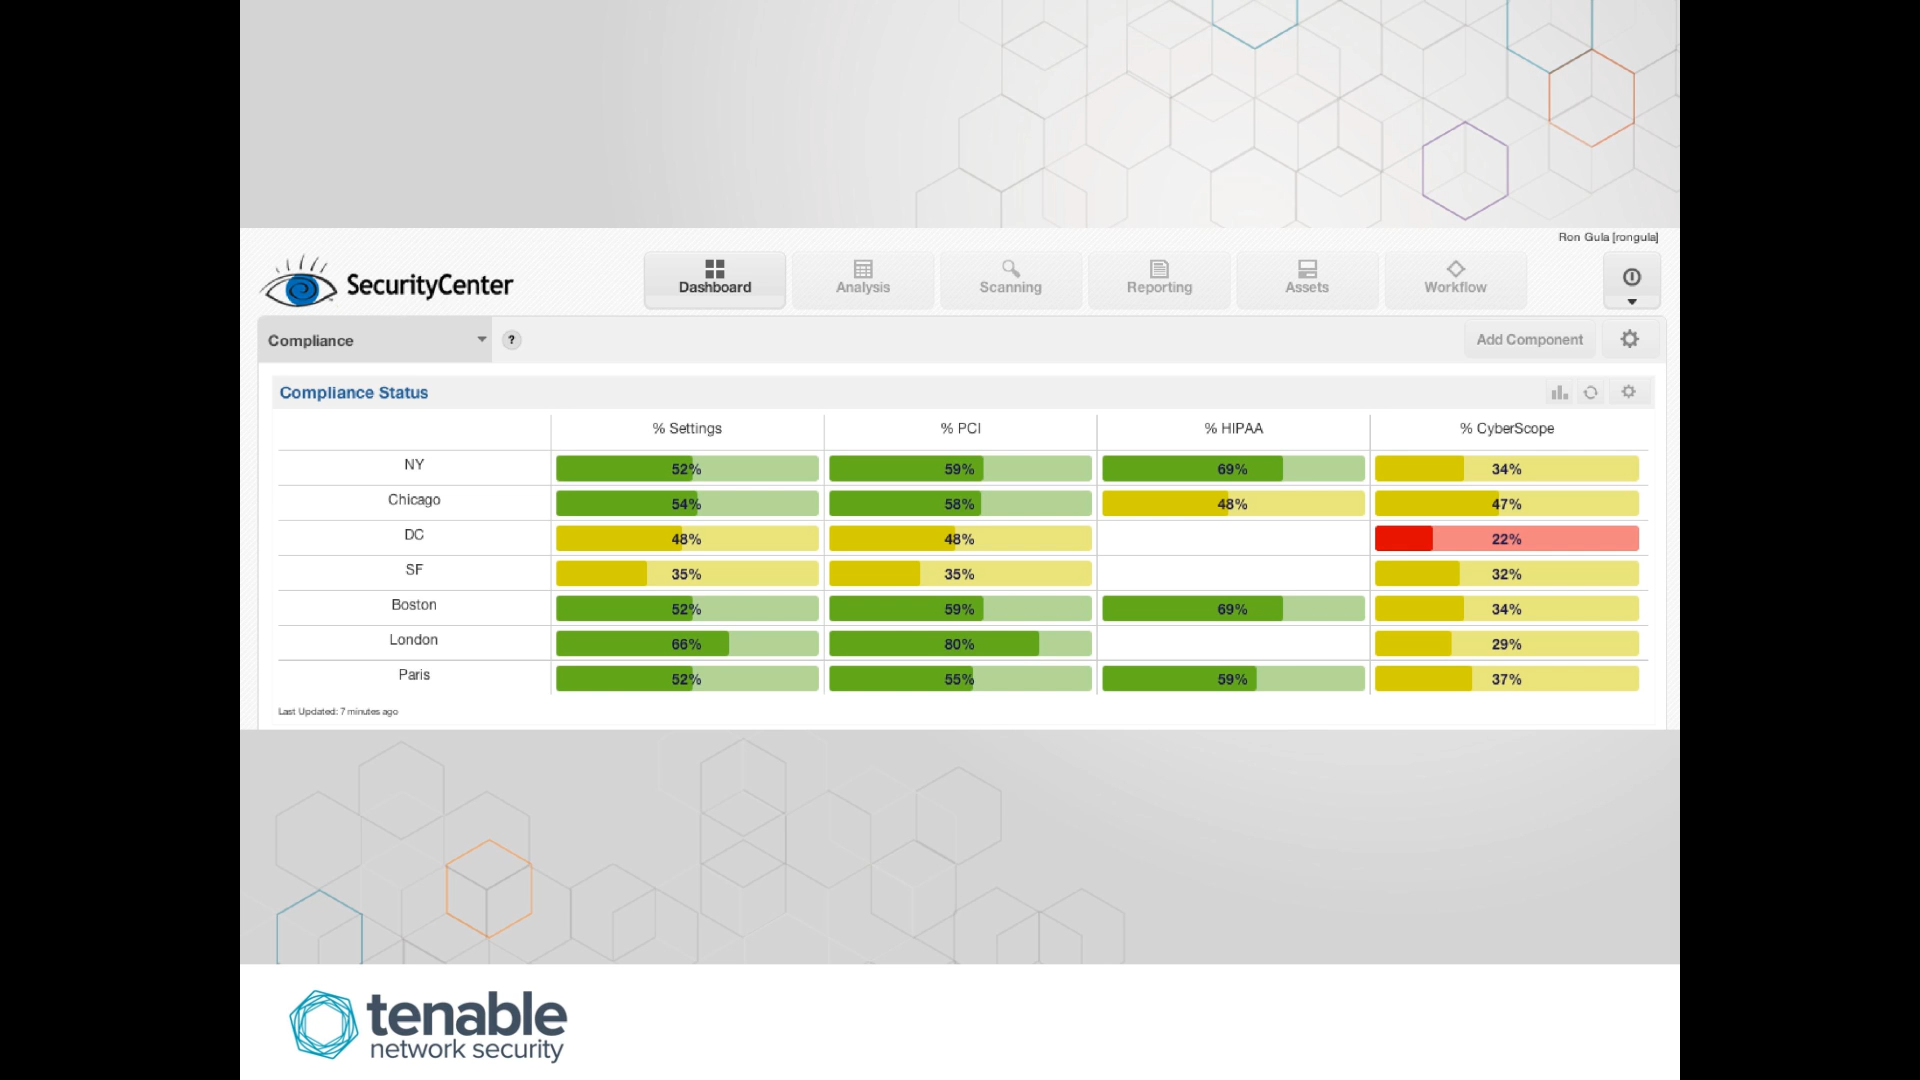 Ron Gula [rongula]
SecurityCenter
Dashboard Analysis Scanning Reporting Assets Workflow
Compliance ? Add Component
Compliance Status
% Settings % PCI % HIPAA % CyberScope
NY 52% 59% 69% 34%
Chicago 54% 58% 48% 47%
DC 48% 48% 22%
SF 35% 35% 32%
Boston 52% 59% 69% 34%
London 66% 80% 29%
Paris 52% 55% 59% 37%
Last Updated: 7 minutes ago
tenable
network security